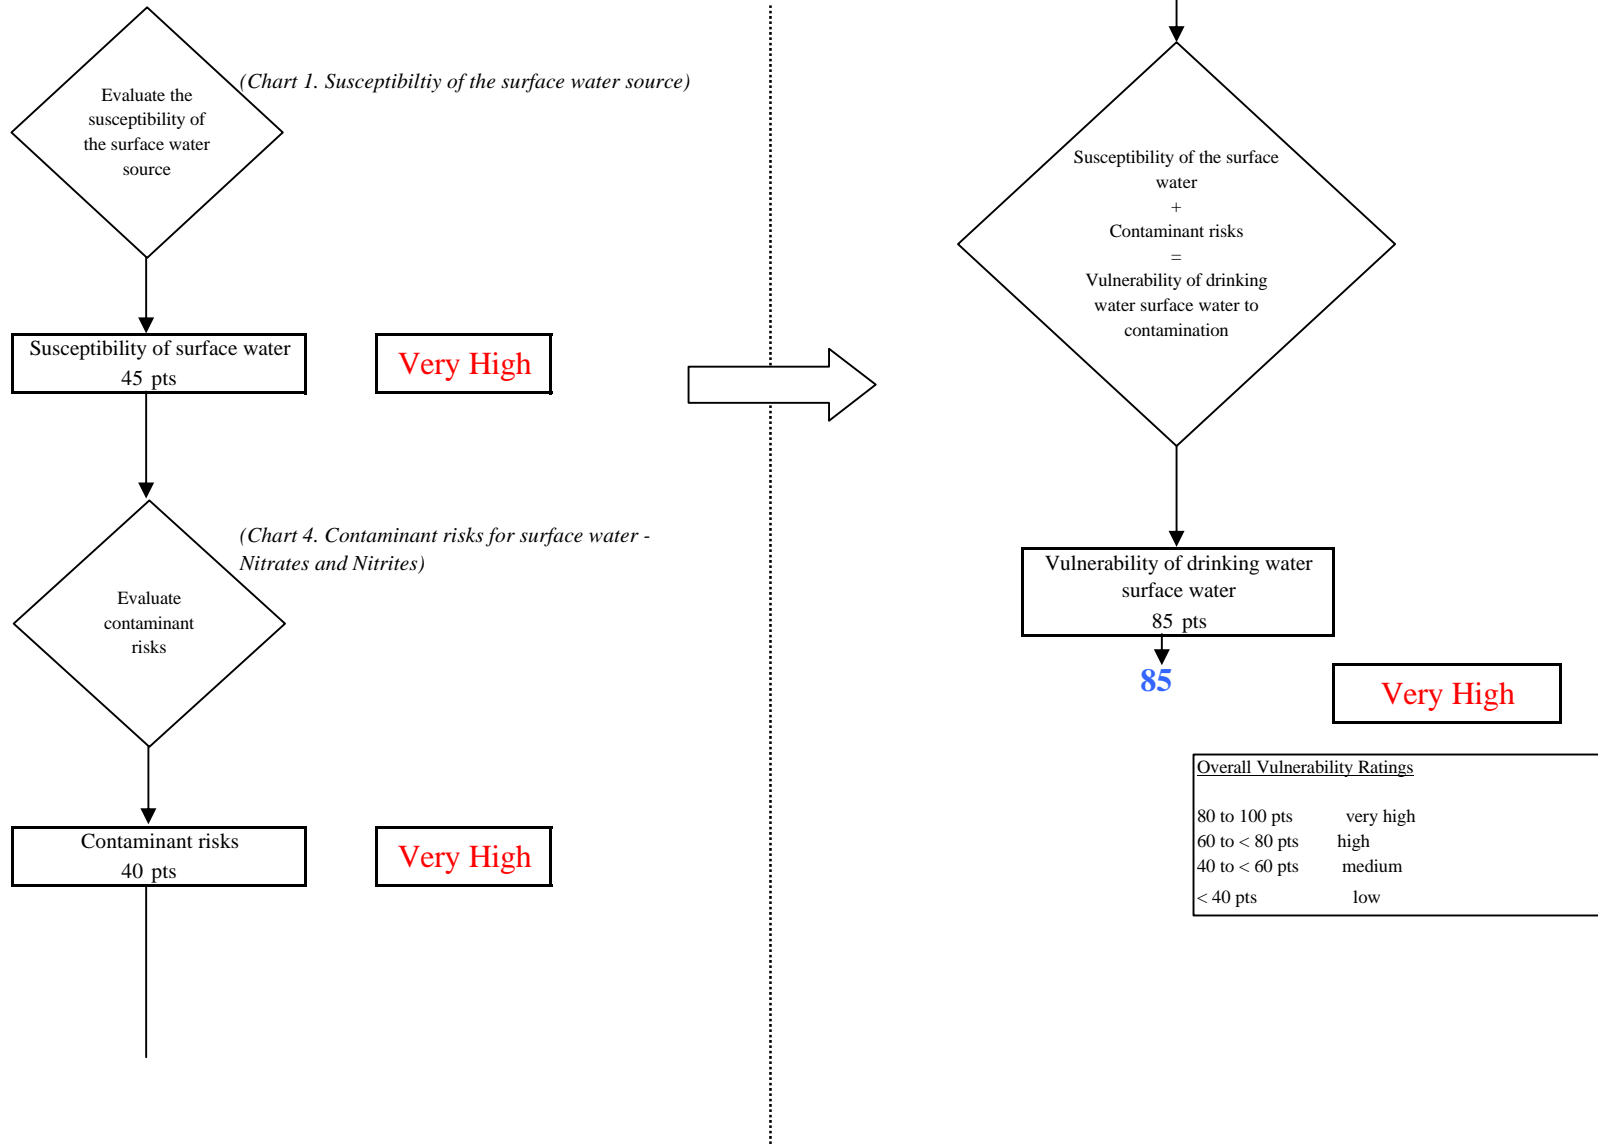 Evaluate the
susceptibility of
the surface water
source
(Chart 1. Susceptibiltiy of the surface water source)
Susceptibility of surface water
45 pts
Very High
(Chart 4. Contaminant risks for surface water -
Nitrates and Nitrites)
Evaluate
contaminant
risks
Contaminant risks
40 pts
Very High
Susceptibility of the surface
water
+
Contaminant risks
=
Vulnerability of drinking
water surface water to
contamination
Vulnerability of drinking water
surface water
85 pts
85
Very High
Overall Vulnerability Ratings
80 to 100 pts very high
60 to < 80 pts high
40 to < 60 pts medium
< 40 pts low